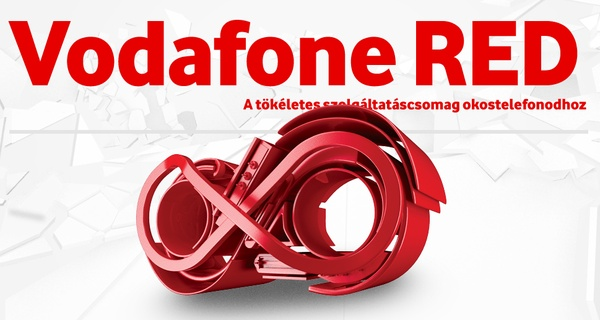 Vodafone RED
A tökéletes szolgáltatáscsomag okostelefonodhoz